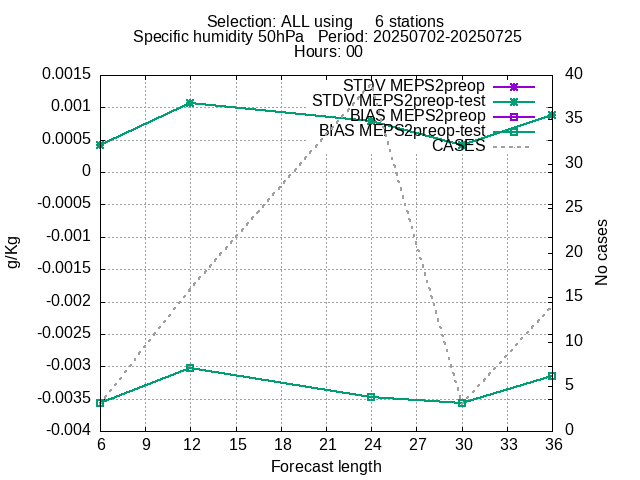 Selection: ALL using 6 stations
Specific humidity 50hPa Period: 20250702-20250725
Hours: 00
STDV MEPS2preop
STDV MEPS2preop-test
BIAS MEPS2preop
BIAS MEPS2preop-test
CASES
0.0015
0.001
0.0005
0
-0.0005
-0.001
-0.0015
-0.002
-0.0025
-0.003
-0.0035
-0.004
g/Kg
40
35
30
25
20
15
10
5
0
No cases
6 9 12 15 18 21 24 27 30 33 36
Forecast length